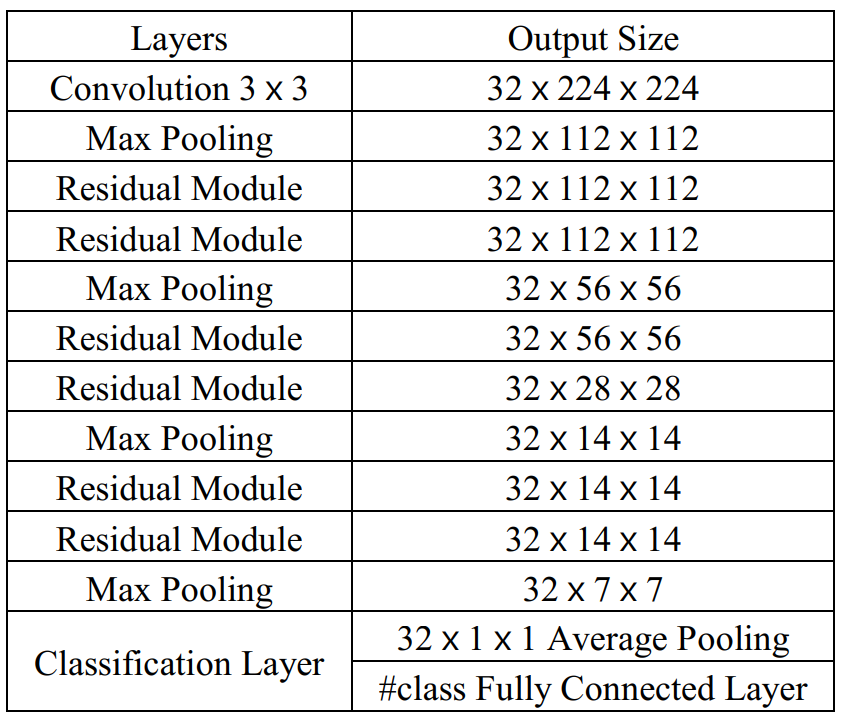 Layers Output Size
Convolution 3 x 3 32 x 224 x 224
Max Pooling 32 x 112 x 112
Residual Module 32 x 112 x 112
Residual Module 32 x 112 x 112
Max Pooling 32 x 56 x 56
Residual Module 32 x 56 x 56
Residual Module 32 x 28 x 28
Max Pooling 32 x 14 x 14
Residual Module 32 x 14 x 14
Residual Module 32 x 14 x 14
Max Pooling 32 x 7 x 7
Classification Layer 32 x 1 x 1 Average Pooling
#class Fully Connected Layer